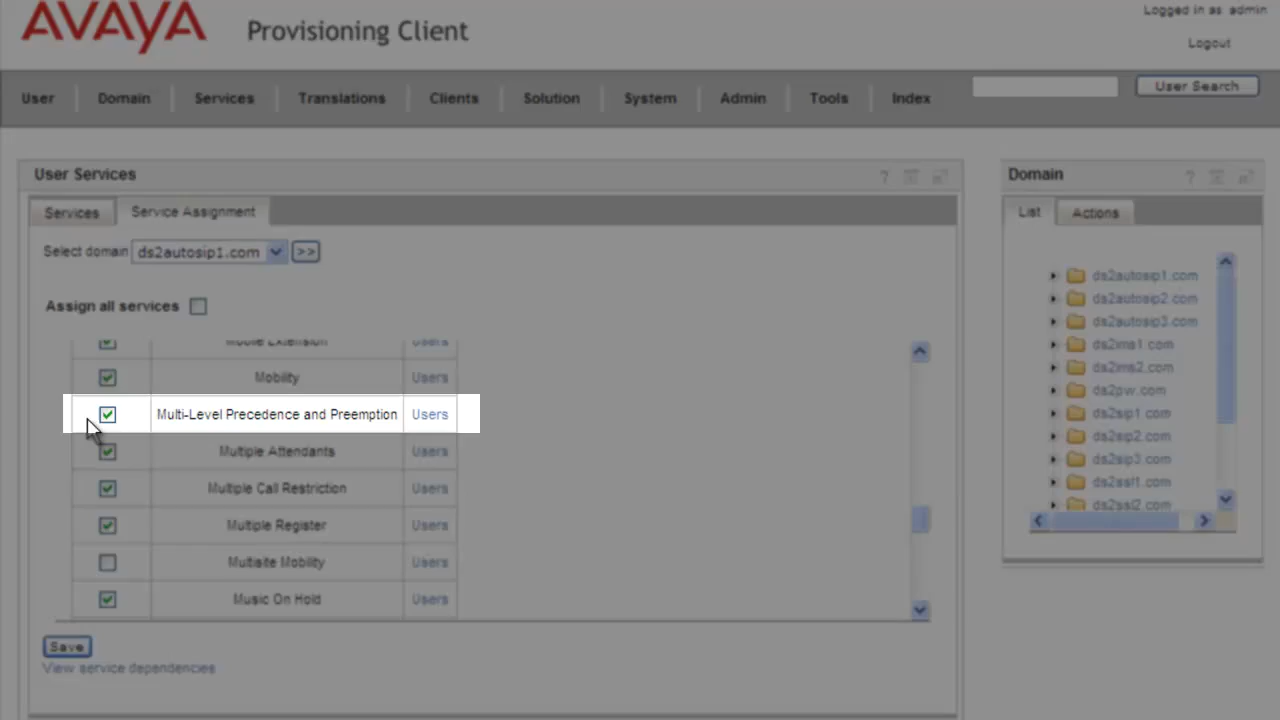 AVAYA Provisioning Client
Logged in as: admin
Logout
User Domain Services Translations Clients Solution System Admin Tools Index User Search
User Services ?
Services Service Assignment
Select domain ds2autosip1.com >>
Assign all services
Mobile Extension Users
Mobility Users
Multi-Level Precedence and Preemption Users
Multiple Attendants Users
Multiple Call Restriction Users
Multiple Register Users
Multisite Mobility Users
Music On Hold Users
Save
View service dependencies
Domain ?
List Actions
ds2autosip1.com
ds2autosip2.com
ds2autosip3.com
ds2ims1.com
ds2ims2.com
ds2pw.com
ds2sip1.com
ds2sip2.com
ds2sip3.com
ds2ssl1.com
ds2ssl2.com